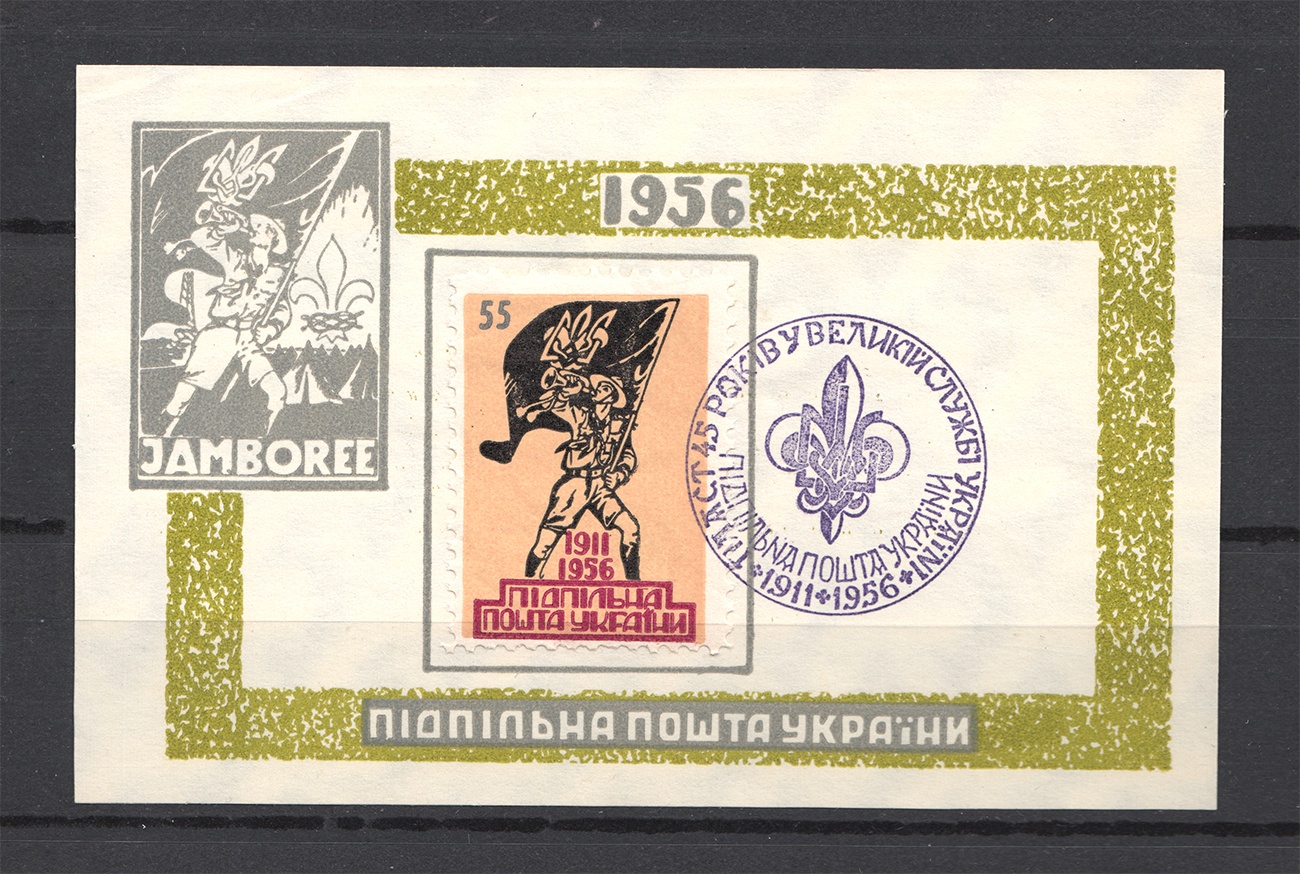 1956
JAMBOREE
55
1911
1956
ПІДПІЛЬНА
ПОШТА УКРАЇНИ
ПЛАСТ 45 РОКІВ У ВЕЛИКІЙ СЛУЖБІ УКРАЇНІ
ПІДПІЛЬНА ПОШТА УКРАЇНИ
1911 1956
ПІДПІЛЬНА ПОШТА УКРАЇНИ